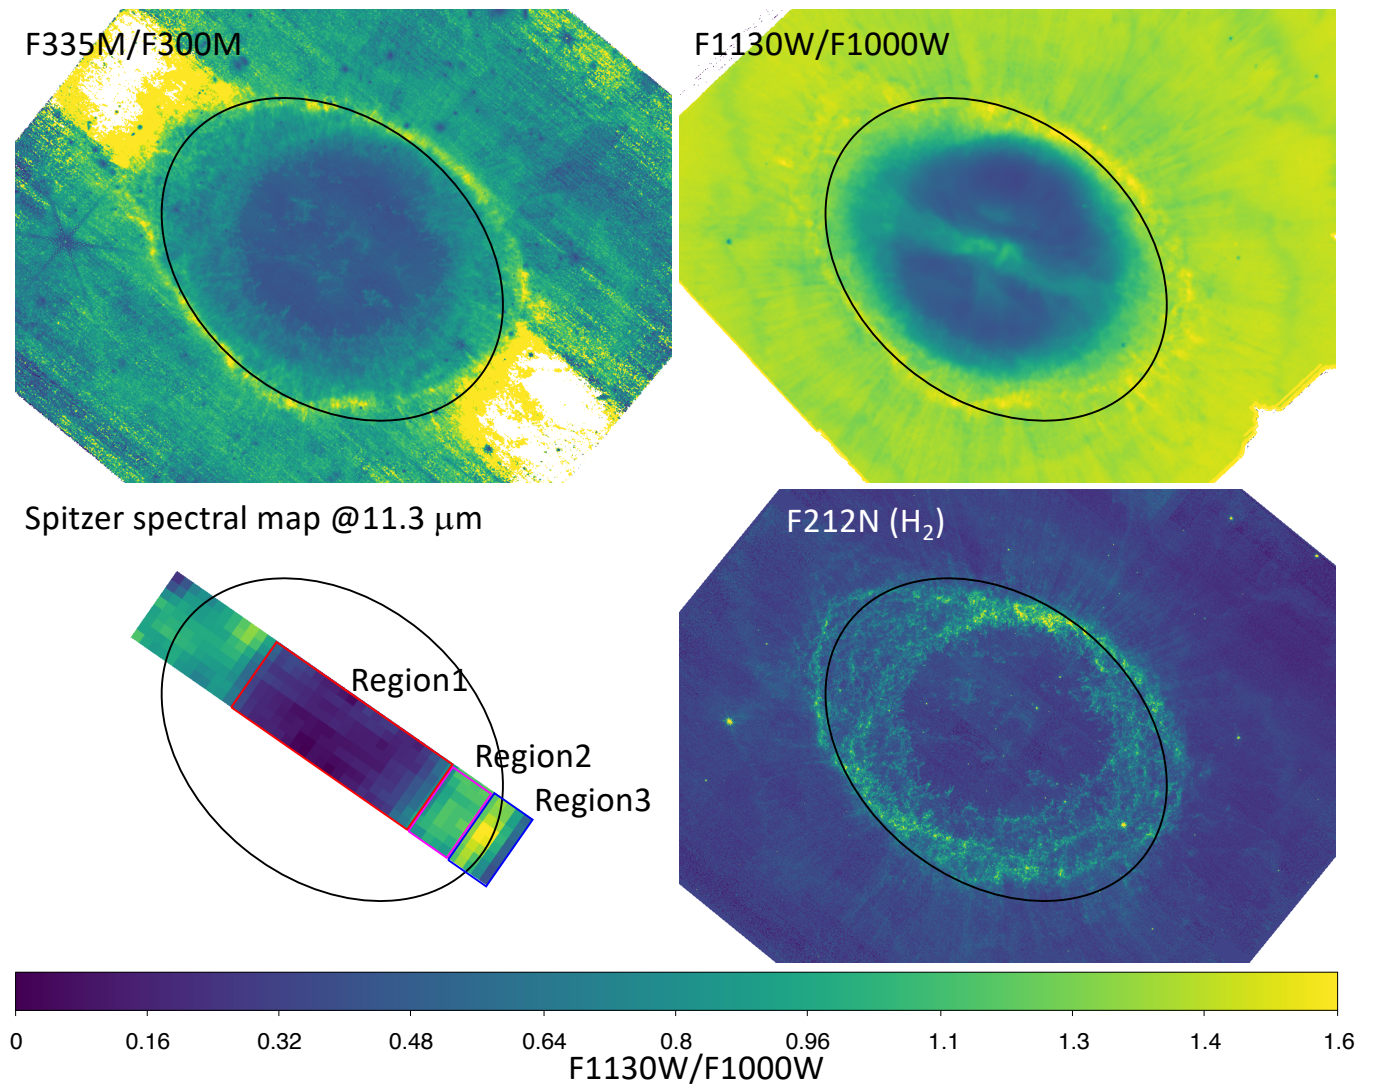 F335M/F300M
F1130W/F1000W
Spitzer spectral map @11.3 μm
F212N (H₂)
Region1
Region2
Region3
0 0.16 0.32 0.48 0.64 0.8 0.96 1.1 1.3 1.4 1.6
F1130W/F1000W